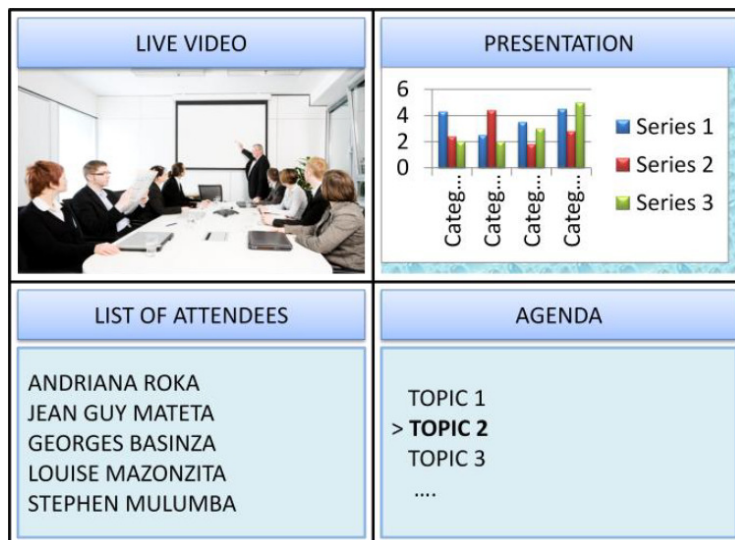 LIVE VIDEO
PRESENTATION
6
4
2
0
Categ...
Categ...
Categ...
Categ...
Series 1
Series 2
Series 3
LIST OF ATTENDEES
ANDRIANA ROKA
JEAN GUY MATETA
GEORGES BASINZA
LOUISE MAZONZITA
STEPHEN MULUMBA
AGENDA
TOPIC 1
> TOPIC 2
TOPIC 3
....